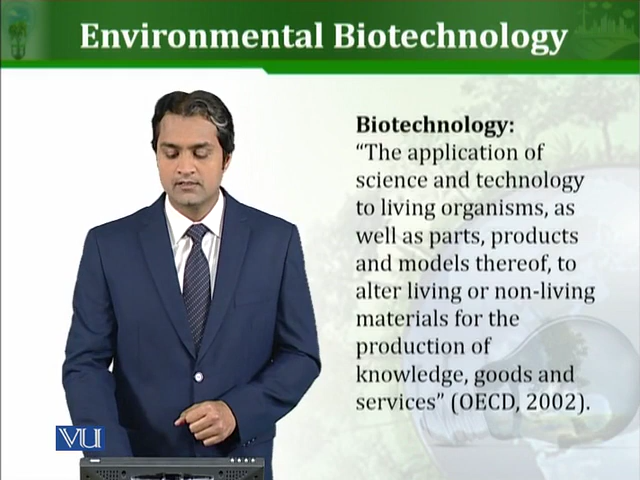 Environmental Biotechnology
Biotechnology:
“The application of
science and technology
to living organisms, as
well as parts, products
and models thereof, to
alter living or non-living
materials for the
production of
knowledge, goods and
services” (OECD, 2002).
VU